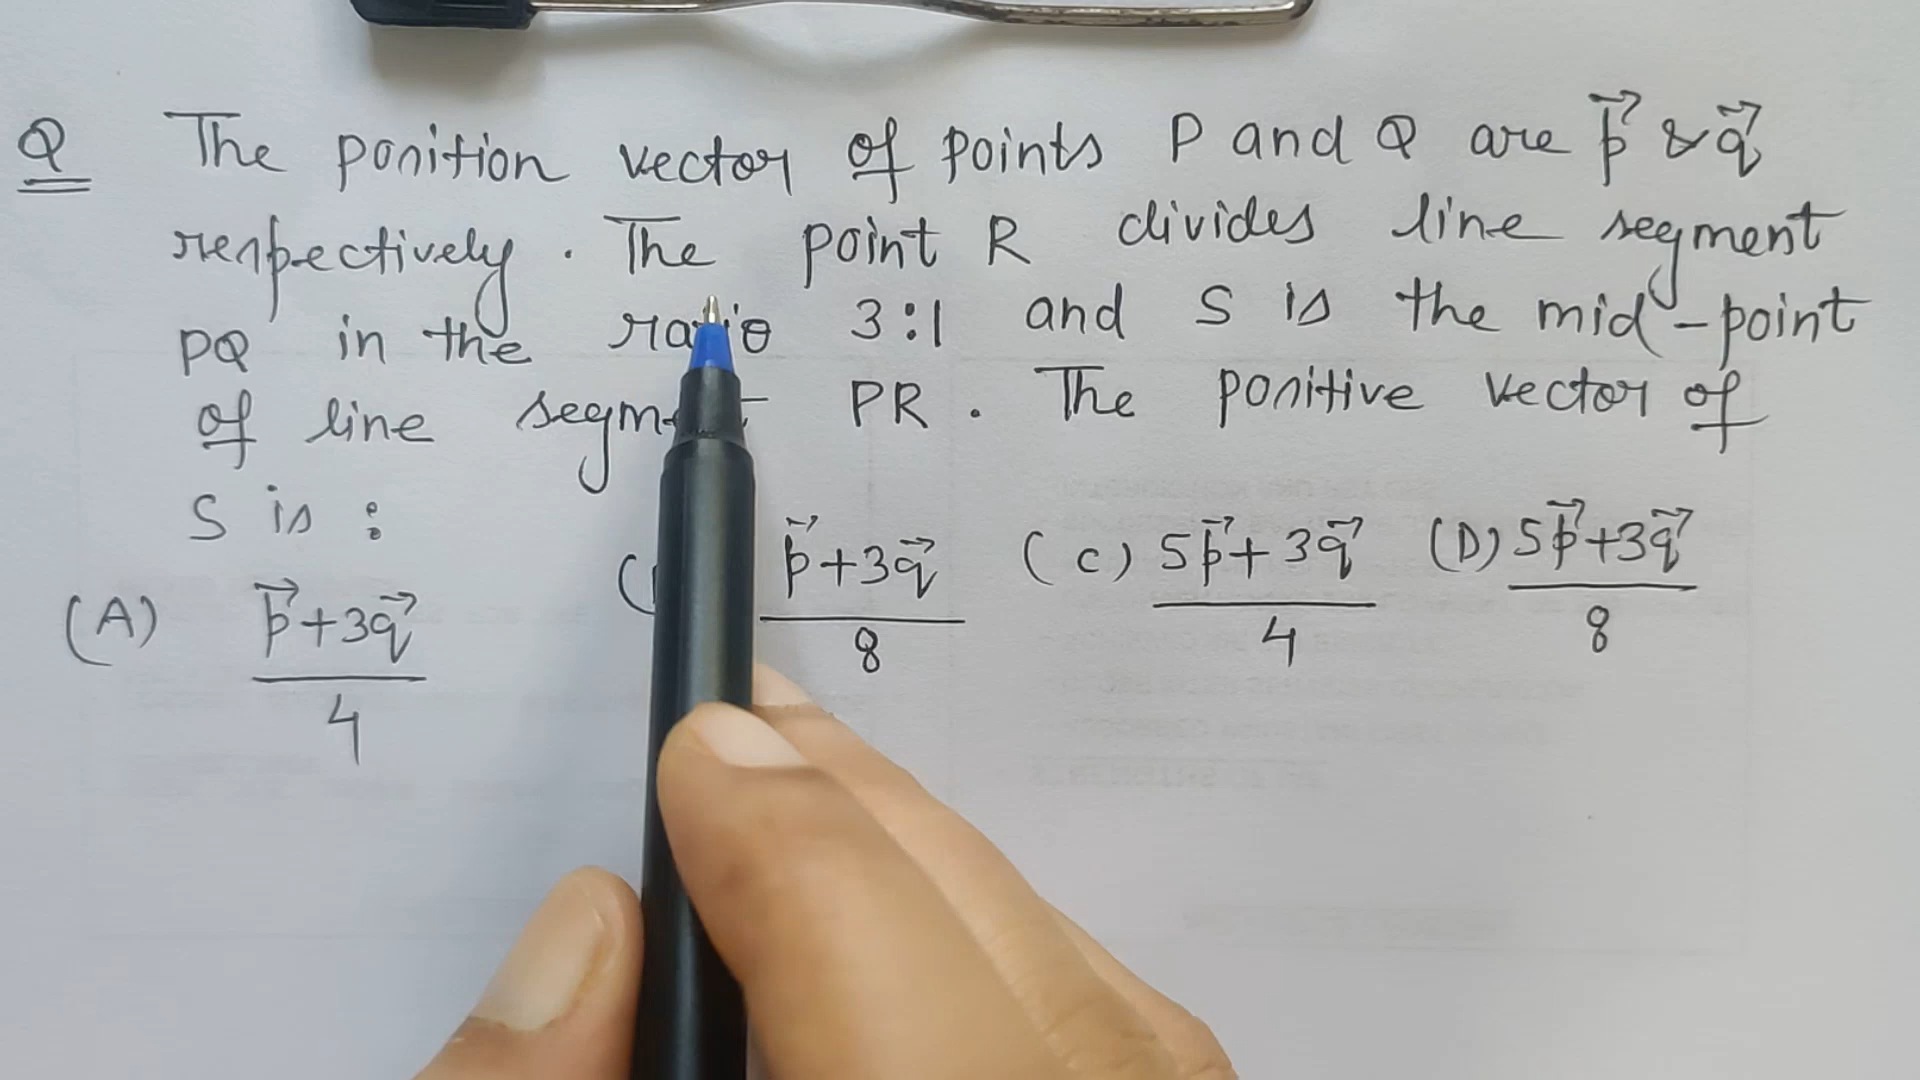 Q The position vector of points P and Q are p⃗ & q⃗
respectively. The point R divides line segment
PQ in the ratio 3:1 and S is the mid-point
of line segment PR. The positive vector of
S is :
(A) p⃗+3q⃗ / 4 ( p⃗+3q⃗ / 8 (C) 5p⃗+3q⃗ / 4 (D) 5p⃗+3q⃗ / 8